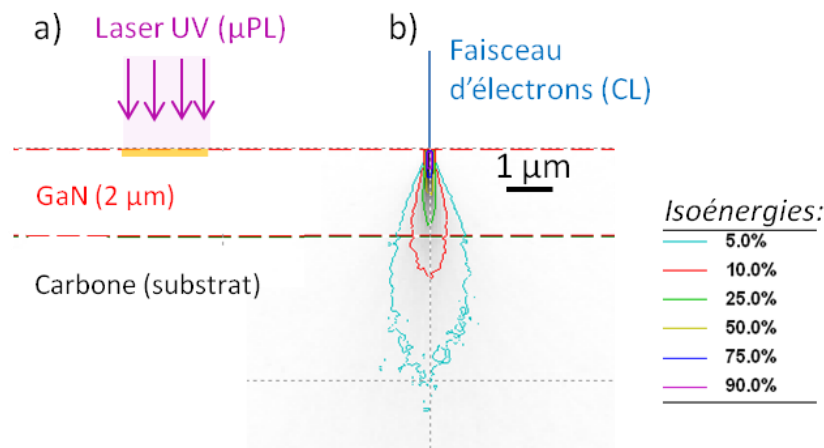 a)
Laser UV (µPL)
b)
Faisceau
d'électrons (CL)
1 µm
GaN (2 µm)
Carbone (substrat)
Isoénergies:
5.0%
10.0%
25.0%
50.0%
75.0%
90.0%